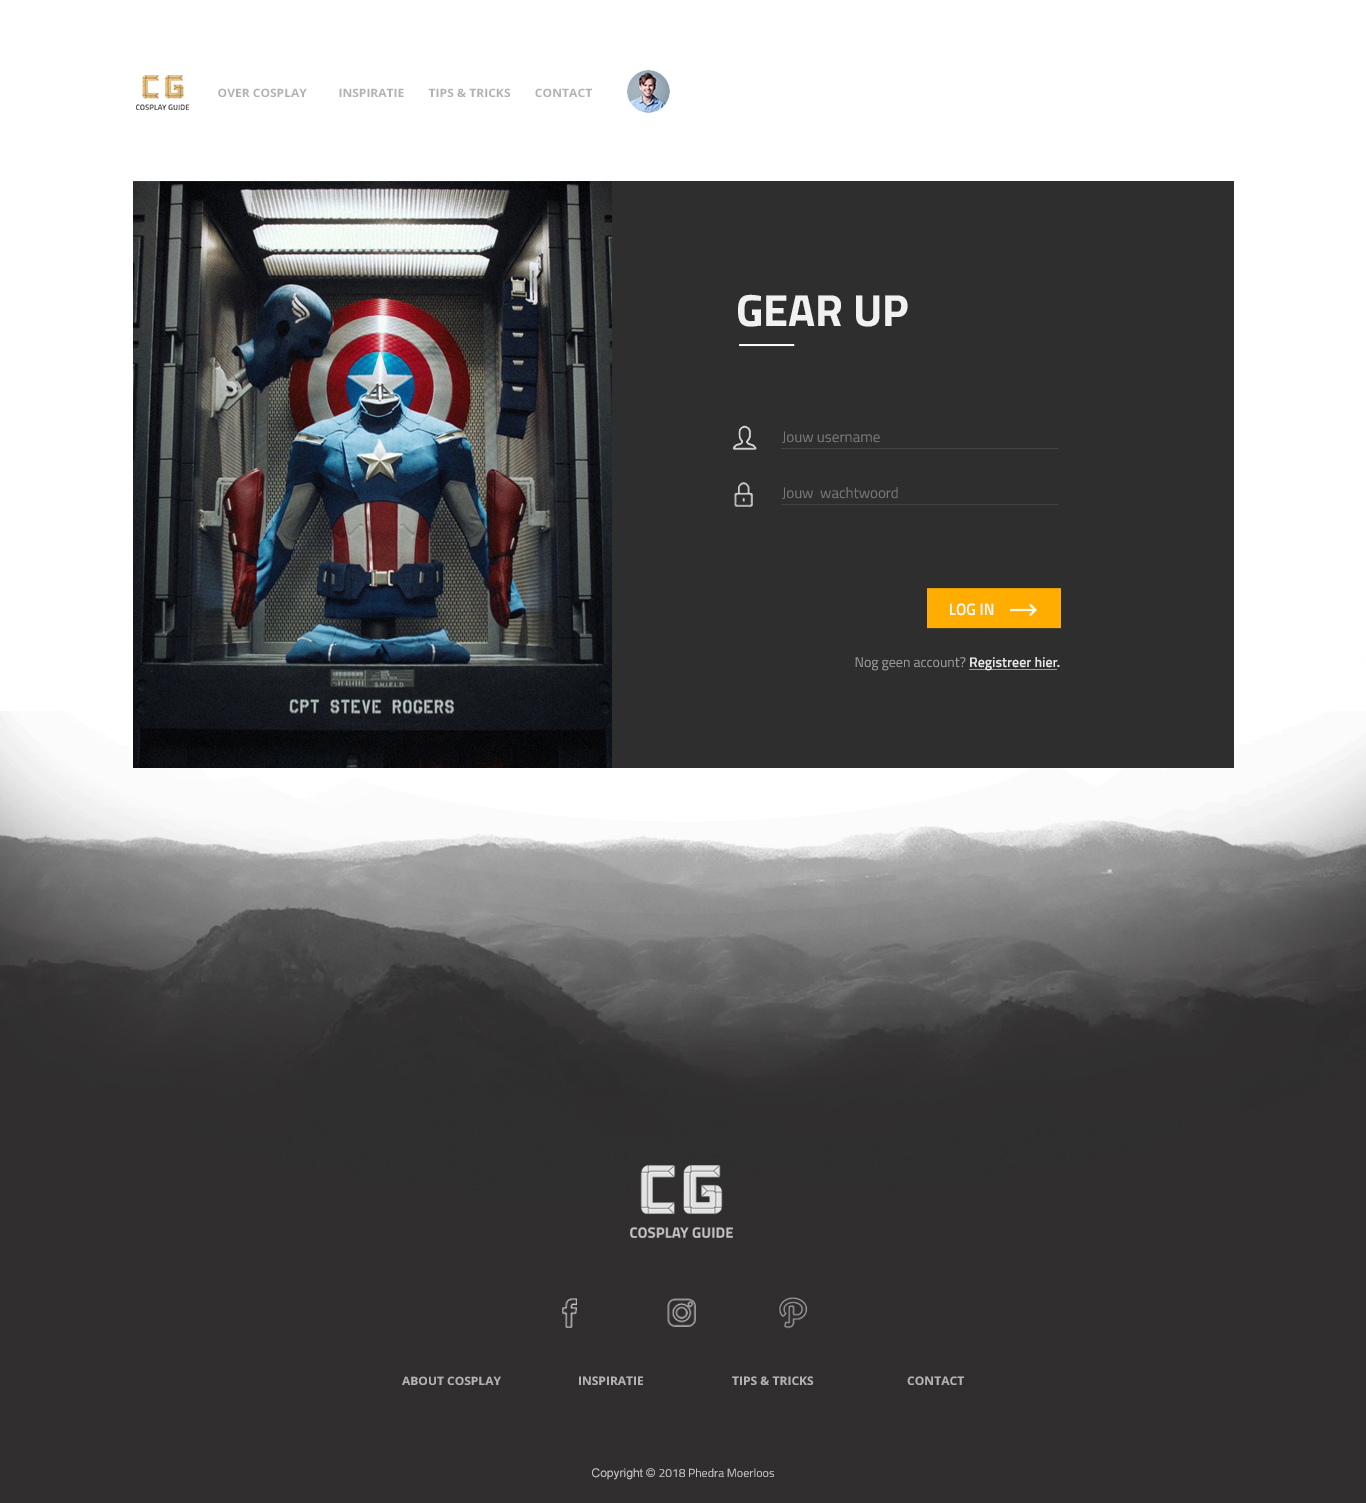 CG
COSPLAY GUIDE
OVER COSPLAY
INSPIRATIE
TIPS & TRICKS
CONTACT
SHIELD
CPT STEVE ROGERS
GEAR UP
Jouw username
Jouw wachtwoord
LOG IN
Nog geen account? Registreer hier.
CG
COSPLAY GUIDE
ABOUT COSPLAY
INSPIRATIE
TIPS & TRICKS
CONTACT
Copyright © 2018 Phedra Moerloos